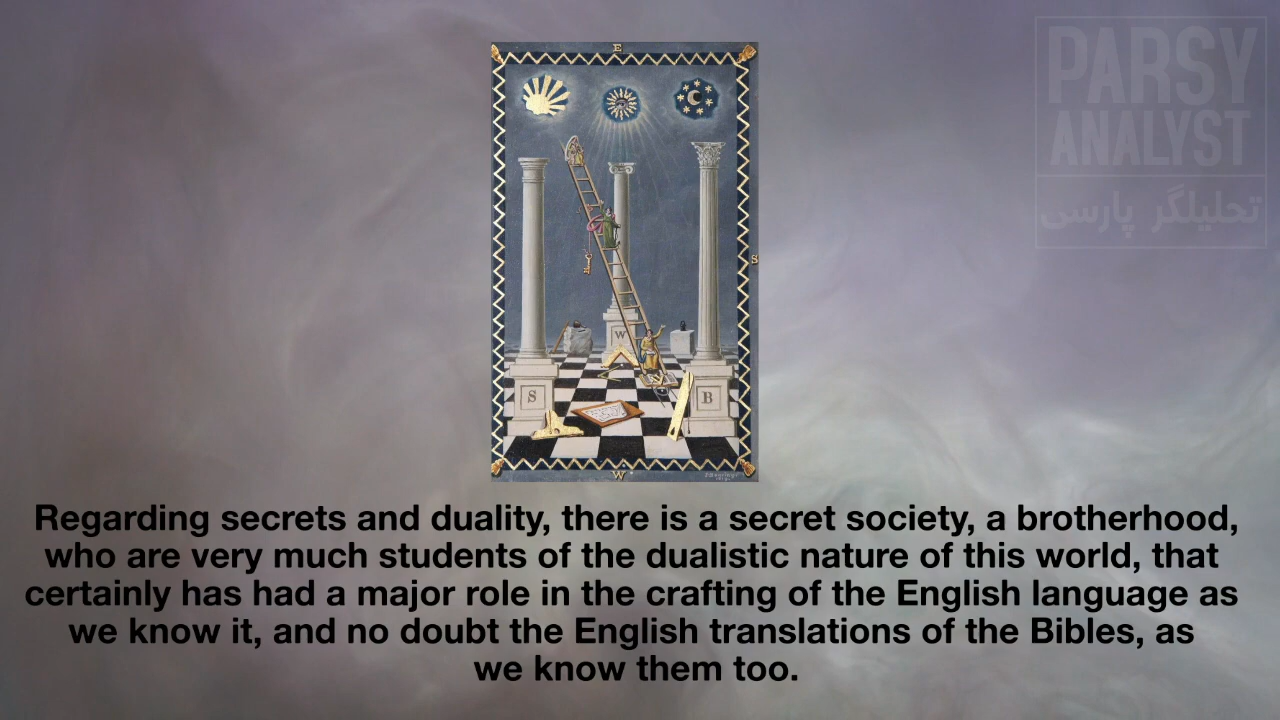 PARSY
ANALYST
تحلیلگر پارسی
E
S
W
S
B
W
Regarding secrets and duality, there is a secret society, a brotherhood,
who are very much students of the dualistic nature of this world, that
certainly has had a major role in the crafting of the English language as
we know it, and no doubt the English translations of the Bibles, as
we know them too.